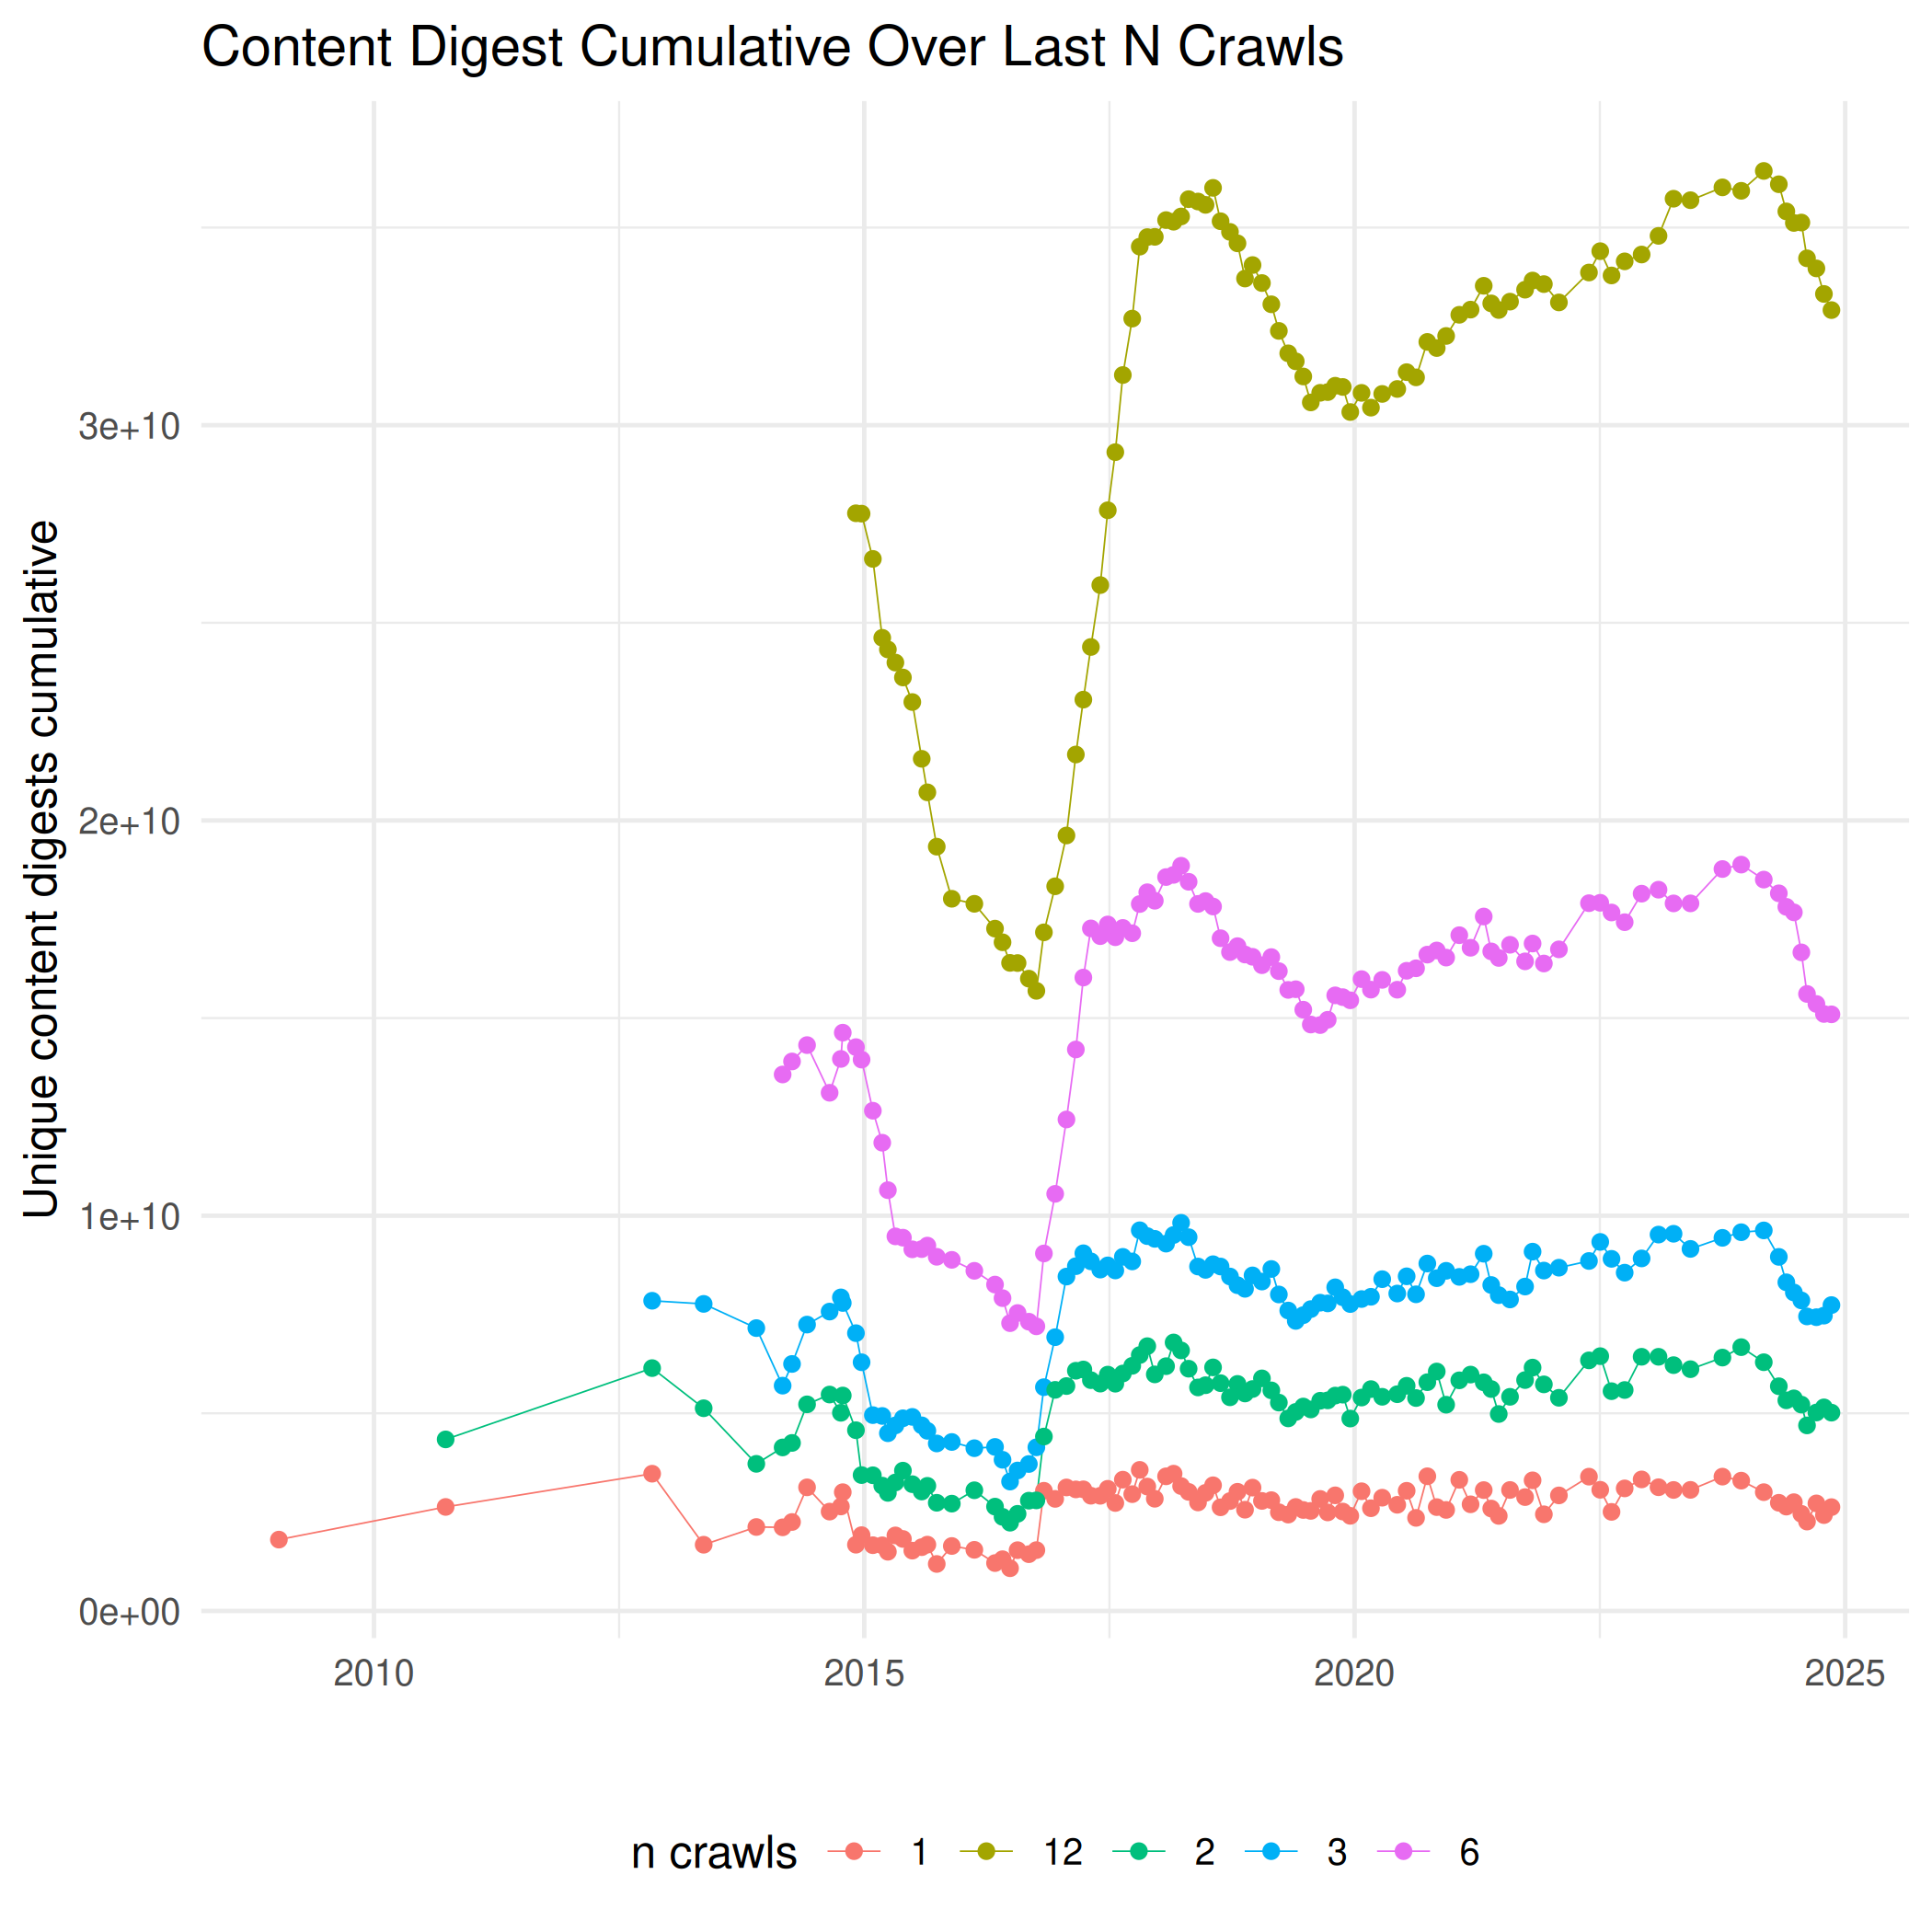 Content Digest Cumulative Over Last N Crawls
Unique content digests cumulative
3e+10
2e+10
1e+10
0e+00
2010 2015 2020 2025
n crawls 1 12 2 3 6